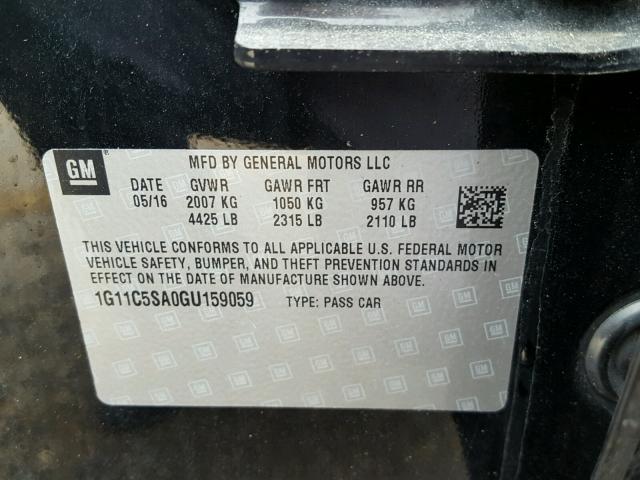 GM
MFD BY GENERAL MOTORS LLC
DATE GVWR GAWR FRT GAWR RR
05/16 2007 KG 1050 KG 957 KG
4425 LB 2315 LB 2110 LB
THIS VEHICLE CONFORMS TO ALL APPLICABLE U.S. FEDERAL MOTOR
VEHICLE SAFETY, BUMPER, AND THEFT PREVENTION STANDARDS IN
EFFECT ON THE DATE OF MANUFACTURE SHOWN ABOVE.
1G11C5SA0GU159059 TYPE: PASS CAR